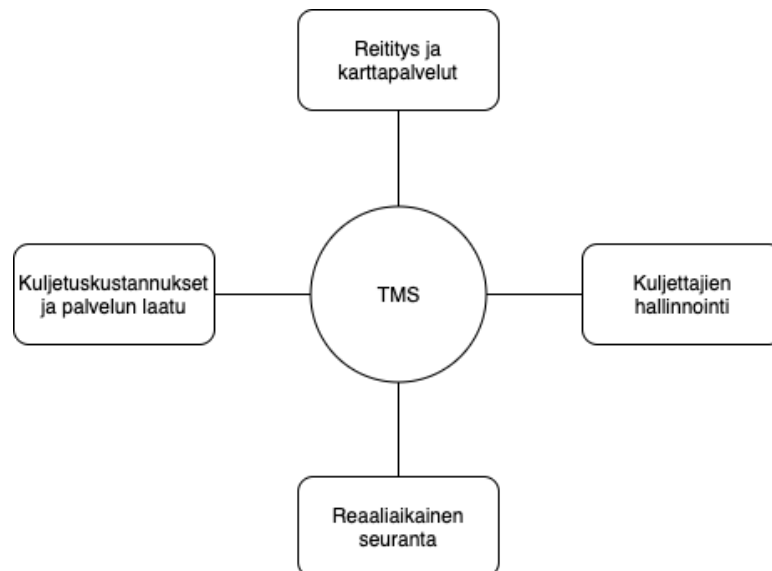 Reititys ja
karttapalvelut
Kuljetuskustannukset
ja palvelun laatu
TMS
Kuljettajien
hallinnointi
Reaaliaikainen
seuranta